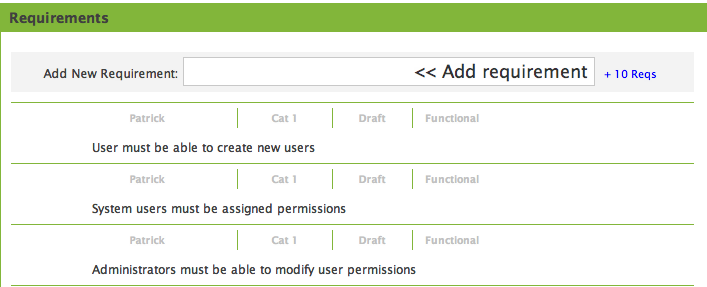 Requirements
Add New Requirement: << Add requirement + 10 Reqs
Patrick Cat 1 Draft Functional
User must be able to create new users
Patrick Cat 1 Draft Functional
System users must be assigned permissions
Patrick Cat 1 Draft Functional
Administrators must be able to modify user permissions